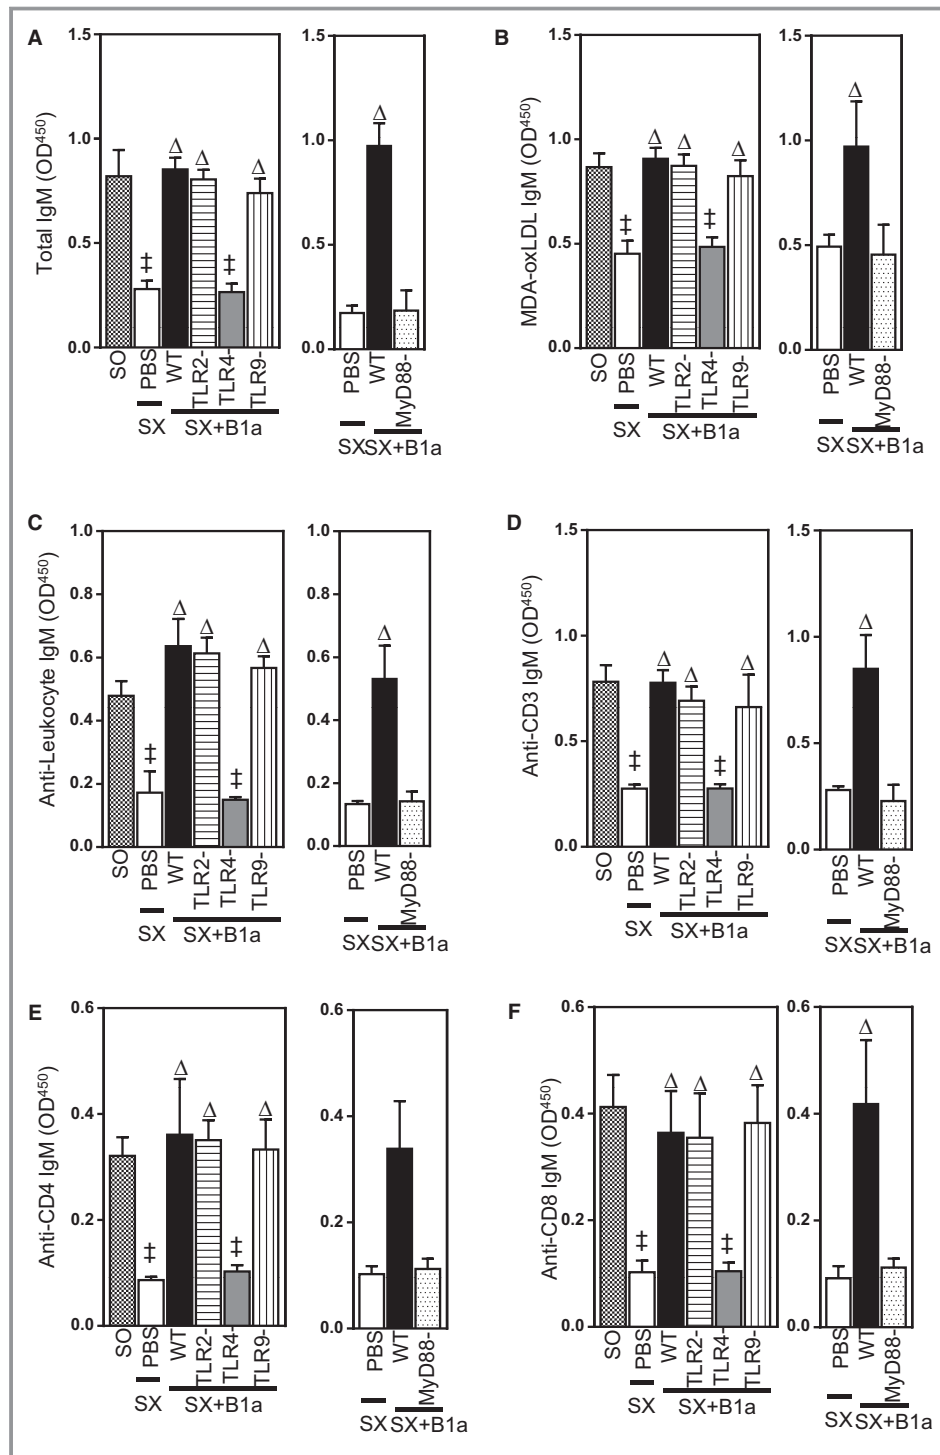 A
Total IgM (OD450)
1.5
1.0
0.5
0.0
‡
Δ
Δ
‡
Δ
SO
PBS
WT
TLR2-
TLR4-
TLR9-
SX
SX+B1a
1.5
1.0
0.5
0.0
Δ
PBS
WT
MyD88-
SX
SX+B1a
B
MDA-oxLDL IgM (OD450)
1.5
1.0
0.5
0.0
‡
Δ
Δ
‡
Δ
SO
PBS
WT
TLR2-
TLR4-
TLR9-
SX
SX+B1a
1.5
1.0
0.5
0.0
Δ
PBS
WT
MyD88-
SX
SX+B1a
C
Anti-Leukocyte IgM (OD450)
1.0
0.8
0.6
0.4
0.2
0.0
‡
Δ
Δ
‡
Δ
SO
PBS
WT
TLR2-
TLR4-
TLR9-
SX
SX+B1a
1.0
0.8
0.6
0.4
0.2
0.0
Δ
PBS
WT
MyD88-
SX
SX+B1a
D
Anti-CD3 IgM (OD450)
1.5
1.0
0.5
0.0
‡
Δ
Δ
‡
Δ
SO
PBS
WT
TLR2-
TLR4-
TLR9-
SX
SX+B1a
1.5
1.0
0.5
0.0
Δ
PBS
WT
MyD88-
SX
SX+B1a
E
Anti-CD4 IgM (OD450)
0.6
0.4
0.2
0.0
‡
Δ
Δ
‡
Δ
SO
PBS
WT
TLR2-
TLR4-
TLR9-
SX
SX+B1a
0.6
0.4
0.2
0.0
PBS
WT
MyD88-
SX
SX+B1a
F
Anti-CD8 IgM (OD450)
0.6
0.4
0.2
0.0
‡
Δ
Δ
‡
Δ
SO
PBS
WT
TLR2-
TLR4-
TLR9-
SX
SX+B1a
0.6
0.4
0.2
0.0
Δ
PBS
WT
MyD88-
SX
SX+B1a